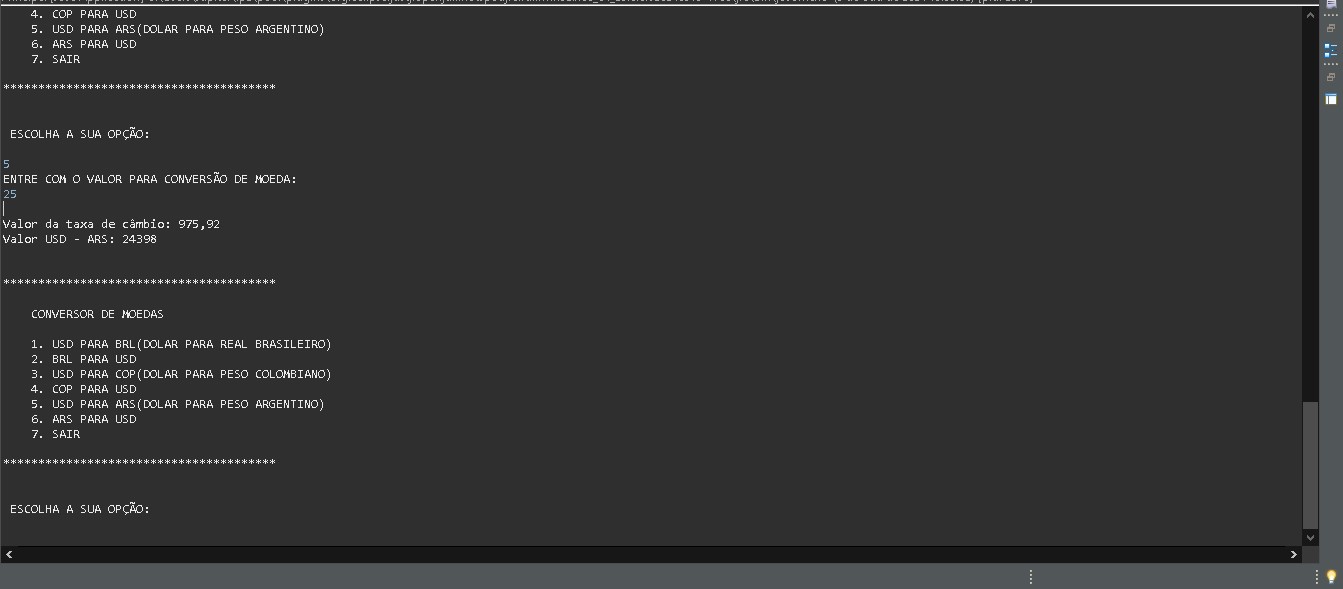 4. COP PARA USD
5. USD PARA ARS(DOLAR PARA PESO ARGENTINO)
6. ARS PARA USD
7. SAIR
***************************************
ESCOLHA A SUA OPÇÃO:
5
ENTRE COM O VALOR PARA CONVERSÃO DE MOEDA:
25
Valor da taxa de câmbio: 975,92
Valor USD - ARS: 24398
***************************************
CONVERSOR DE MOEDAS
1. USD PARA BRL(DOLAR PARA REAL BRASILEIRO)
2. BRL PARA USD
3. USD PARA COP(DOLAR PARA PESO COLOMBIANO)
4. COP PARA USD
5. USD PARA ARS(DOLAR PARA PESO ARGENTINO)
6. ARS PARA USD
7. SAIR
***************************************
ESCOLHA A SUA OPÇÃO: